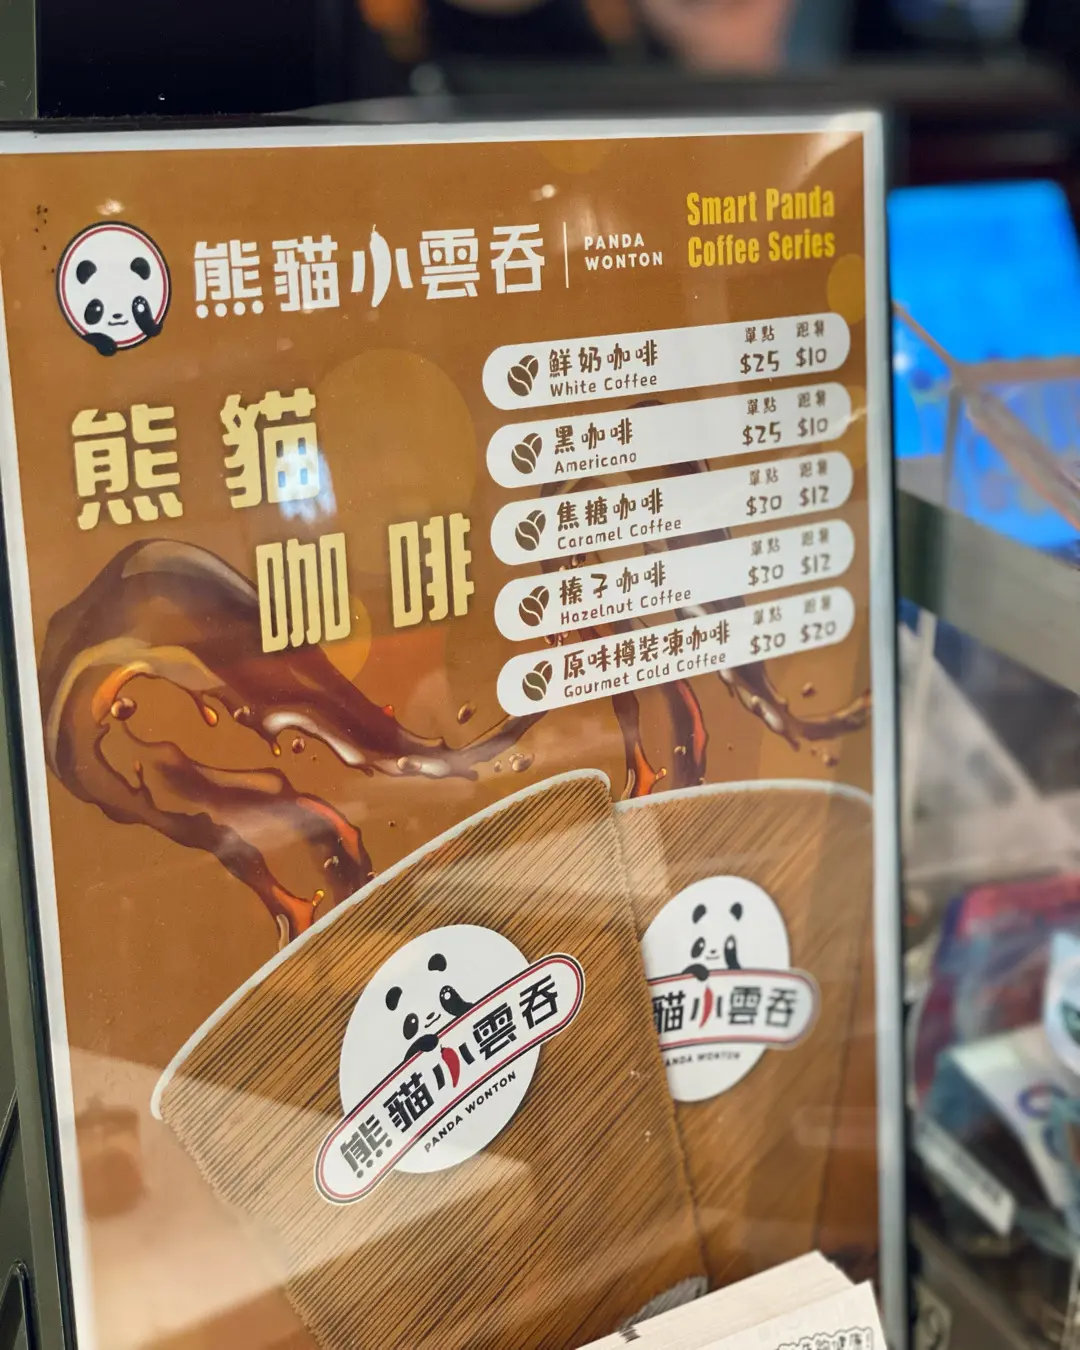 熊貓小雲吞
PANDA
WONTON
Smart Panda
Coffee Series
熊貓
咖啡
單點 跟餐
鮮奶咖啡 $25 $10
White Coffee
單點 跟餐
黑咖啡 $25 $10
Americano
單點 跟餐
焦糖咖啡 $30 $12
Caramel Coffee
單點 跟餐
榛子咖啡 $30 $12
Hazelnut Coffee
單點 跟餐
原味樽裝凍咖啡 $30 $20
Gourmet Cold Coffee
熊貓小雲吞
PANDA WONTON
貓小雲吞
ANDA WONTON